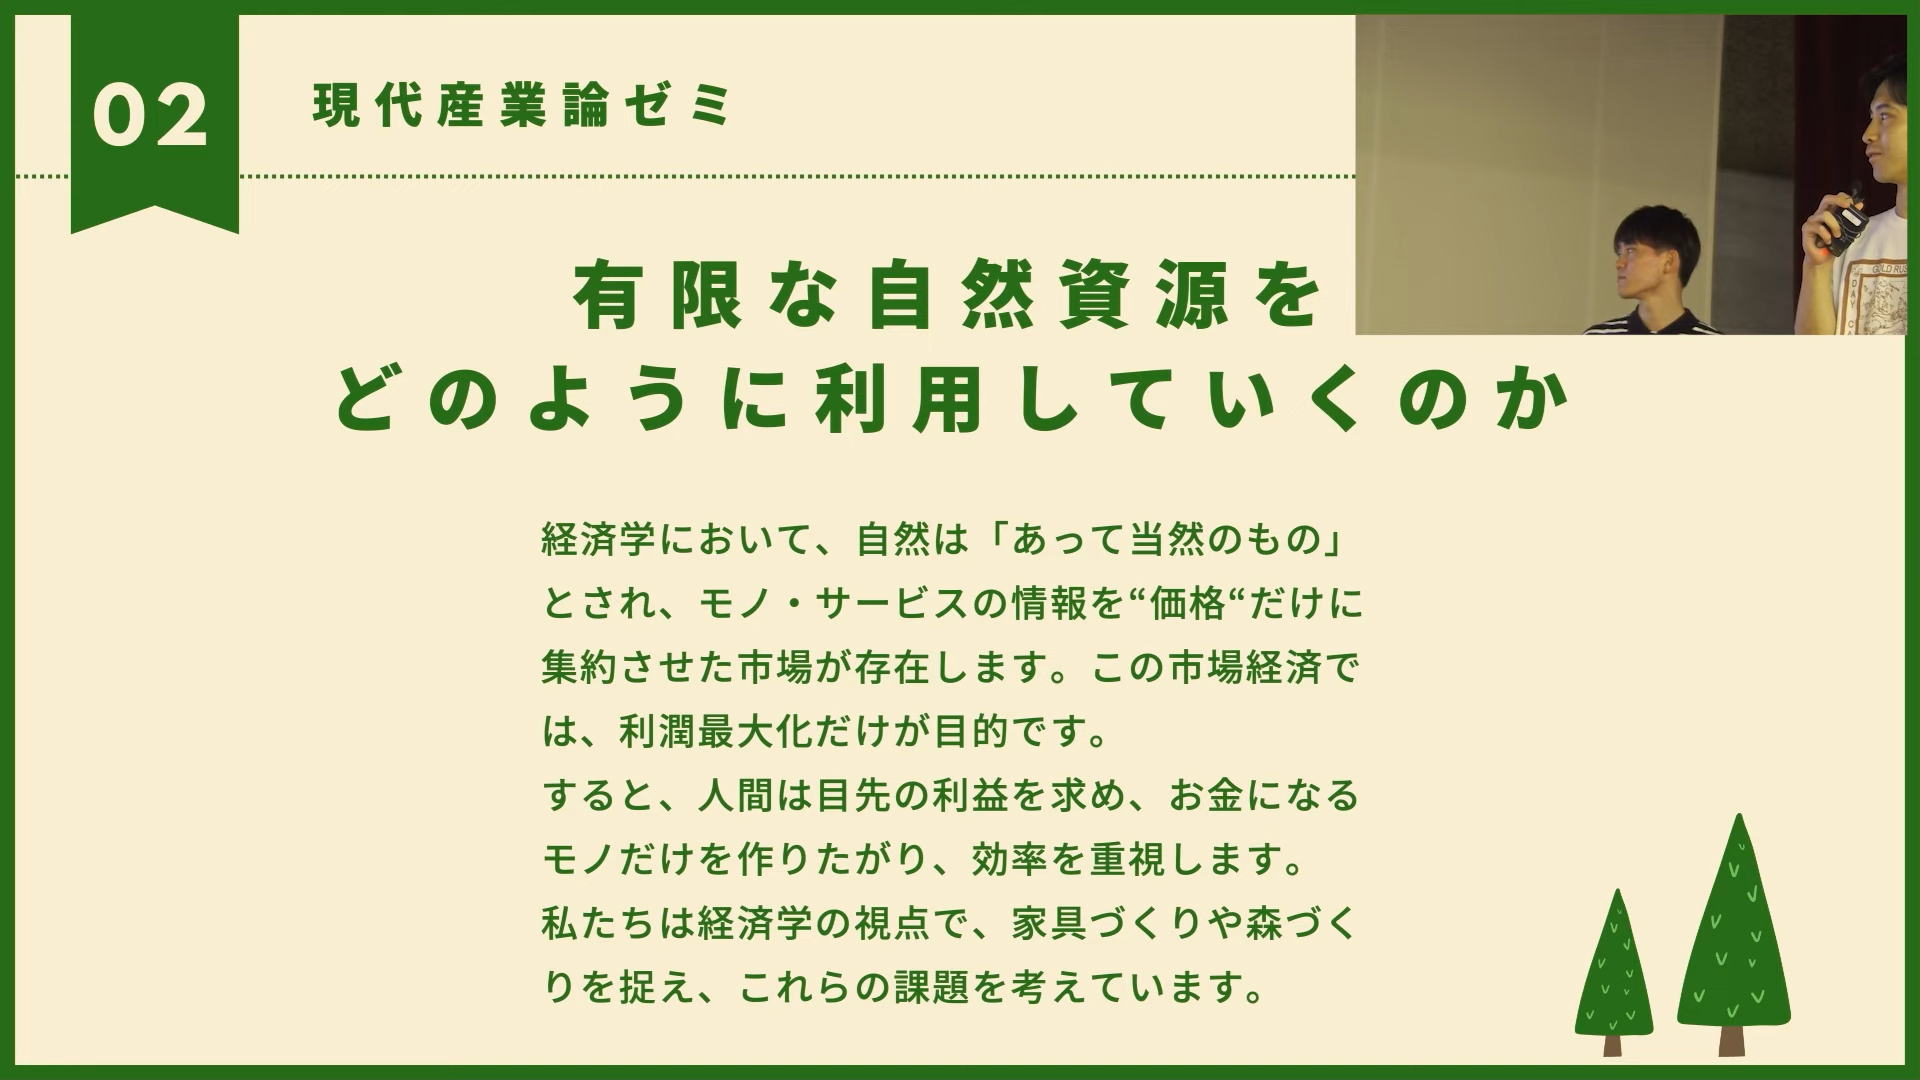 02
現代産業論ゼミ
有限な自然資源を
どのように利用していくのか
経済学において、自然は「あって当然のもの」
とされ、モノ・サービスの情報を“価格“だけに
集約させた市場が存在します。この市場経済で
は、利潤最大化だけが目的です。
すると、人間は目先の利益を求め、お金になる
モノだけを作りたがり、効率を重視します。
私たちは経済学の視点で、家具づくりや森づく
りを捉え、これらの課題を考えています。
GOLD RUS
DAY CA